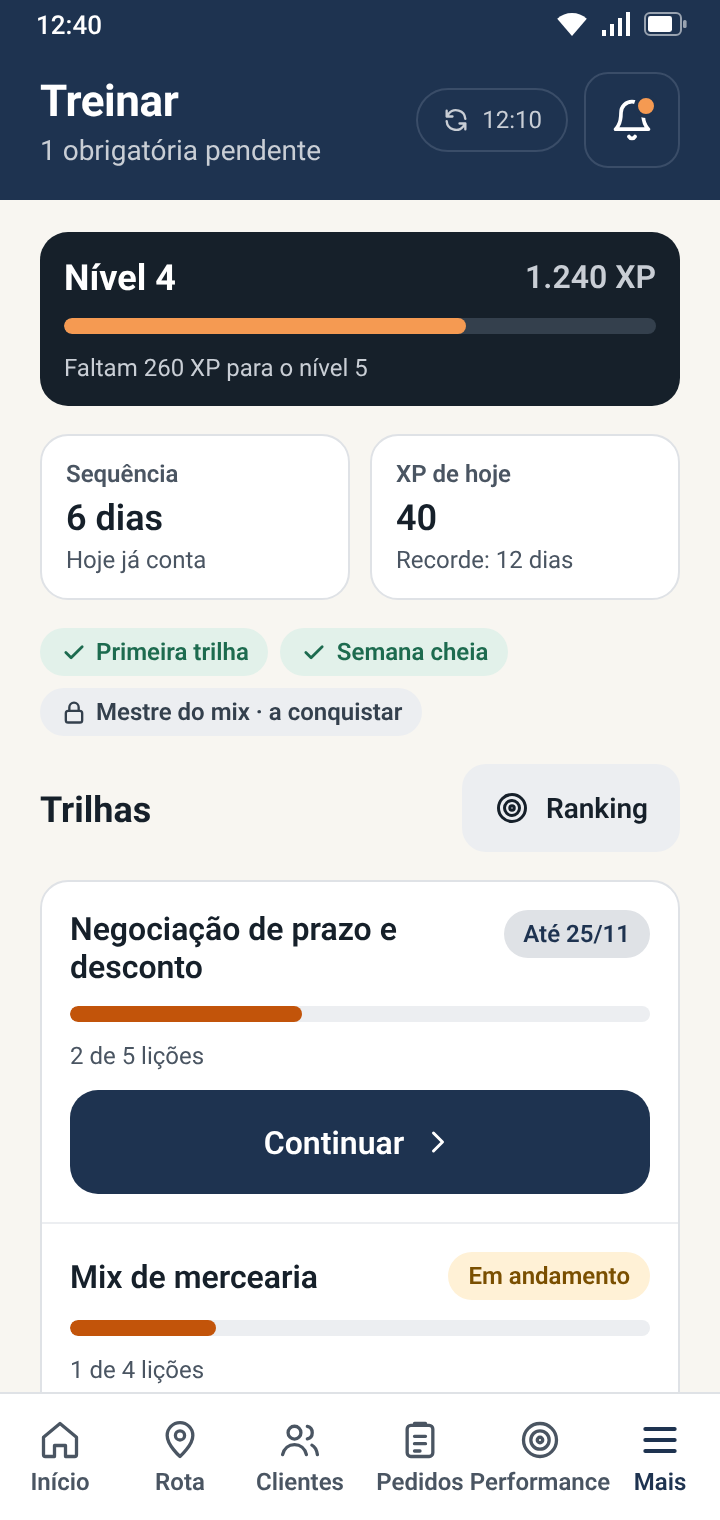 12:40
Treinar
1 obrigatória pendente
12:10
Nível 4
1.240 XP
Faltam 260 XP para o nível 5
Sequência
6 dias
Hoje já conta
XP de hoje
40
Recorde: 12 dias
Primeira trilha
Semana cheia
Mestre do mix · a conquistar
Trilhas
Ranking
Negociação de prazo e
desconto
Até 25/11
2 de 5 lições
Continuar
Mix de mercearia
Em andamento
1 de 4 lições
Início
Rota
Clientes
Pedidos
Performance
Mais